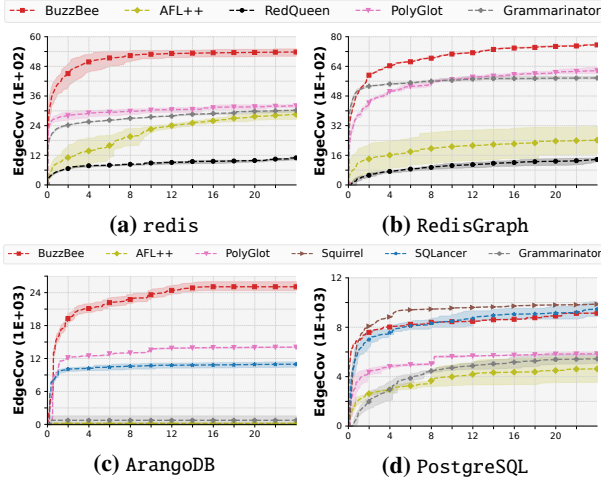 BuzzBee AFL++ RedQueen PolyGlot Grammarinator
EdgeCov (1E+02)
60
48
36
24
12
0
0 4 8 12 16 20
(a) redis
EdgeCov (1E+02)
80
64
48
32
16
0
0 4 8 12 16 20
(b) RedisGraph
BuzzBee AFL++ PolyGlot Squirrel SQLancer Grammarinator
EdgeCov (1E+03)
24
18
12
6
0
0 4 8 12 16 20
(c) ArangoDB
EdgeCov (1E+03)
12
8
4
0
0 4 8 12 16 20
(d) PostgreSQL